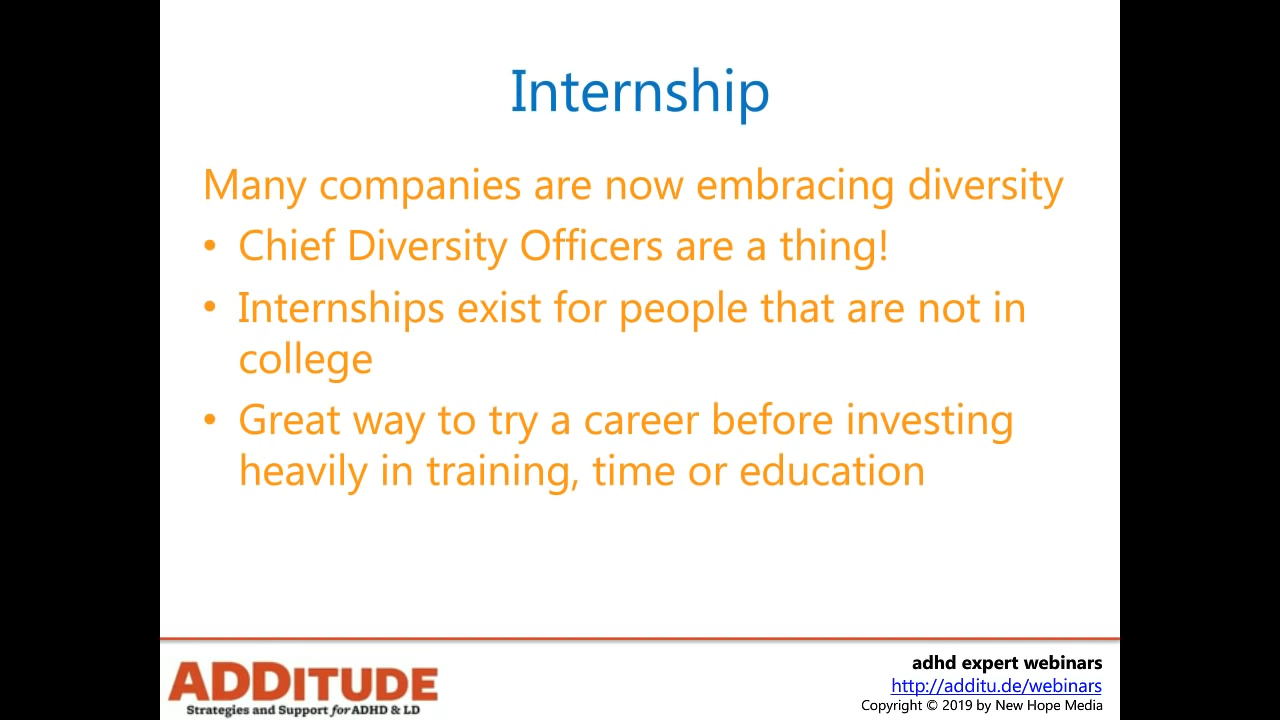 Internship
Many companies are now embracing diversity
• Chief Diversity Officers are a thing!
• Internships exist for people that are not in
college
• Great way to try a career before investing
heavily in training, time or education
ADDITUDE
Strategies and Support for ADHD & LD
adhd expert webinars
http://additu.de/webinars
Copyright © 2019 by New Hope Media